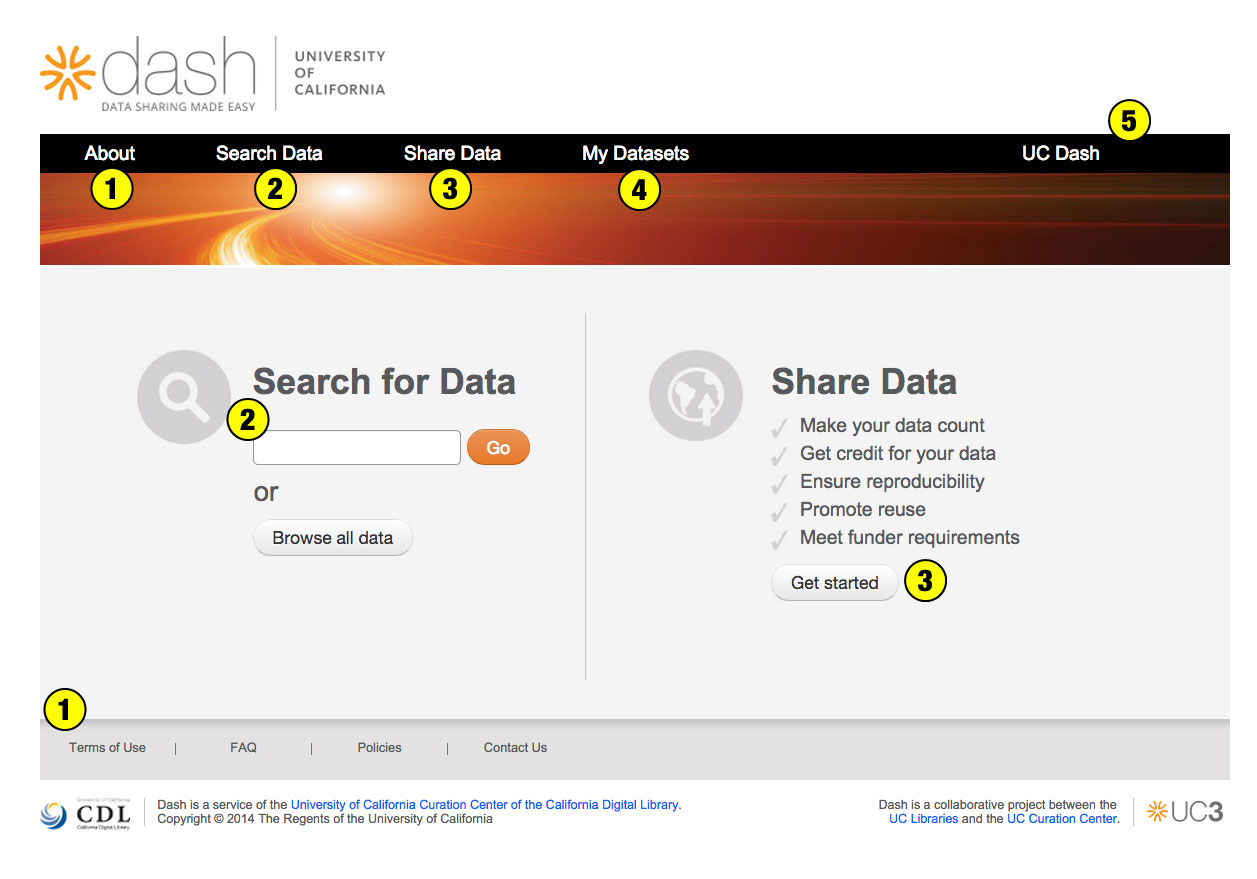 dash
DATA SHARING MADE EASY
UNIVERSITY
OF
CALIFORNIA
5
About Search Data Share Data My Datasets UC Dash
1 2 3 4
Search for Data
2
Go
or
Browse all data
Share Data
✓ Make your data count
✓ Get credit for your data
✓ Ensure reproducibility
✓ Promote reuse
✓ Meet funder requirements
Get started 3
1
Terms of Use | FAQ | Policies | Contact Us
University of California
CDL
California Digital Library
Dash is a service of the University of California Curation Center of the California Digital Library.
Copyright © 2014 The Regents of the University of California
Dash is a collaborative project between the
UC Libraries and the UC Curation Center.
UC3